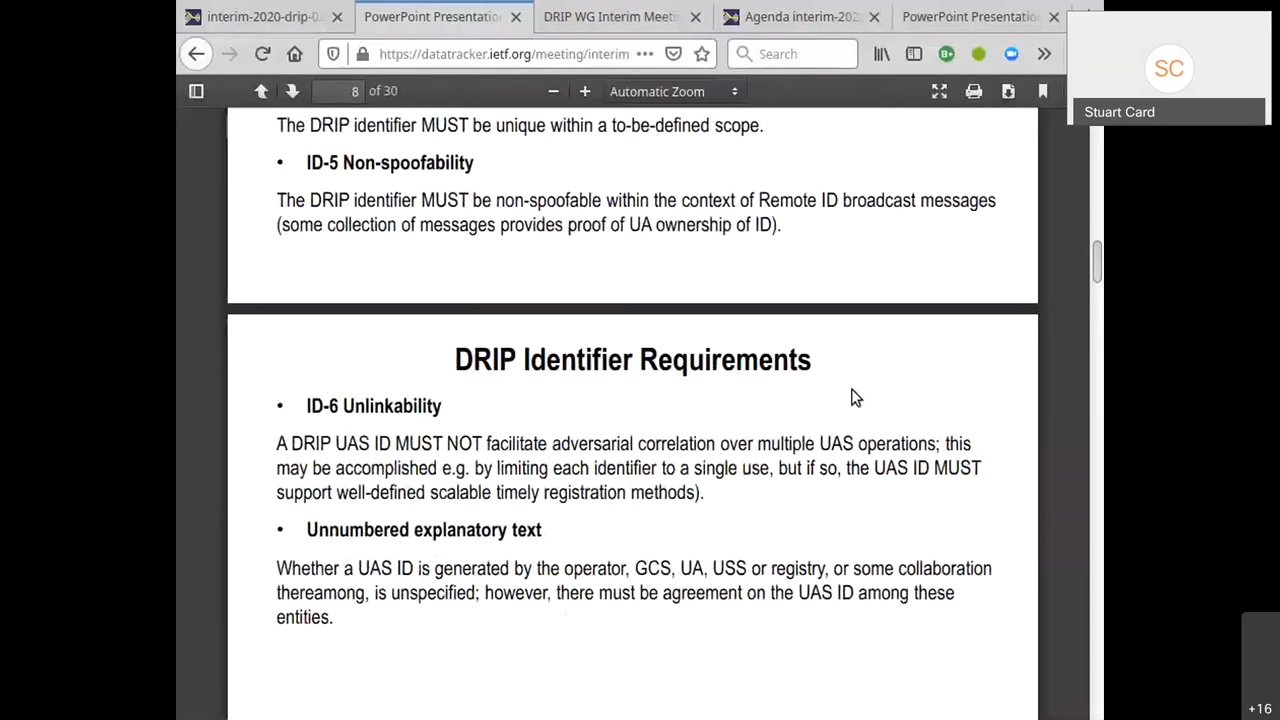 interim-2020-drip-0
PowerPoint Presentatio
DRIP WG Interim Meeti
Agenda interim-202
PowerPoint Presentatio
https://datatracker.ietf.org/meeting/interim
Search
8 of 30
Automatic Zoom
SC
Stuart Card
The DRIP identifier MUST be unique within a to-be-defined scope.
• ID-5 Non-spoofability
The DRIP identifier MUST be non-spoofable within the context of Remote ID broadcast messages
(some collection of messages provides proof of UA ownership of ID).
DRIP Identifier Requirements
• ID-6 Unlinkability
A DRIP UAS ID MUST NOT facilitate adversarial correlation over multiple UAS operations; this
may be accomplished e.g. by limiting each identifier to a single use, but if so, the UAS ID MUST
support well-defined scalable timely registration methods).
• Unnumbered explanatory text
Whether a UAS ID is generated by the operator, GCS, UA, USS or registry, or some collaboration
thereamong, is unspecified; however, there must be agreement on the UAS ID among these
entities.
+16